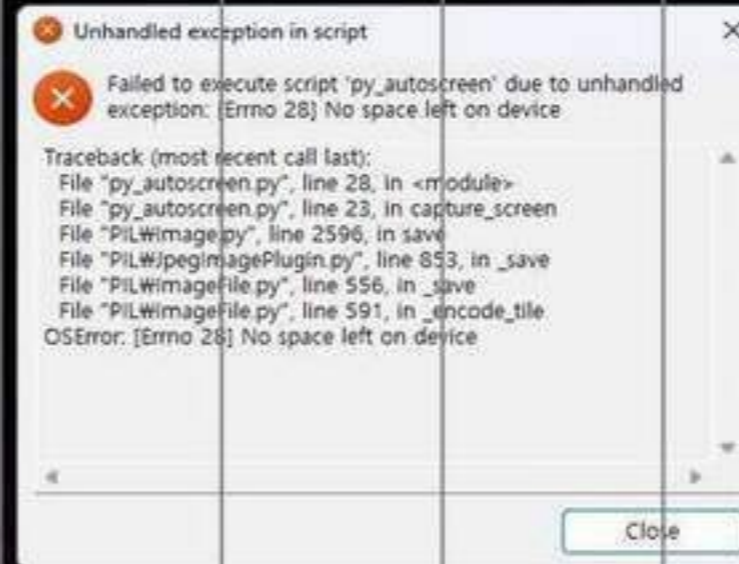 Unhandled exception in script
Failed to execute script 'py_autoscreen' due to unhandled
exception: [Errno 28] No space left on device
Traceback (most recent call last):
File "py_autoscreen.py", line 28, in <module>
File "py_autoscreen.py", line 23, in capture_screen
File "PIL₩Image.py", line 2596, in save
File "PIL₩JpegImagePlugin.py", line 853, in _save
File "PIL₩ImageFile.py", line 556, in _save
File "PIL₩ImageFile.py", line 591, in _encode_tile
OSError: [Errno 28] No space left on device
Close